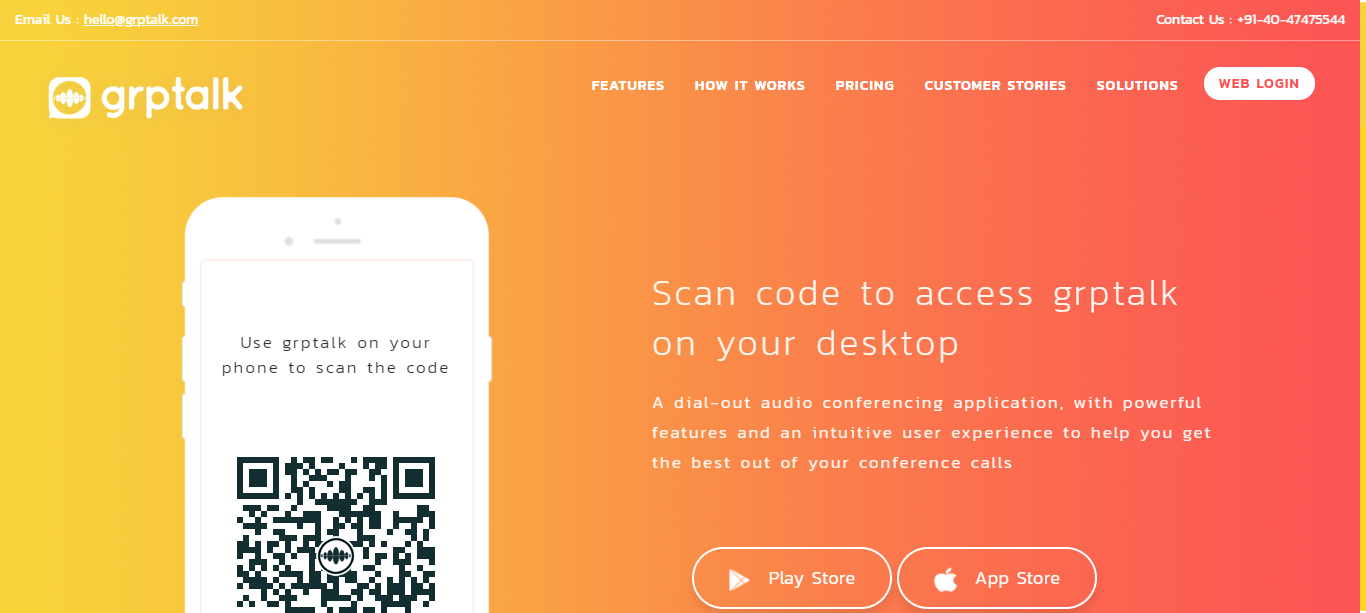 Email Us : hello@grptalk.com
Contact Us : +91-40-47475544
grptalk
FEATURES
HOW IT WORKS
PRICING
CUSTOMER STORIES
SOLUTIONS
WEB LOGIN
Use grptalk on your
phone to scan the code
Scan code to access grptalk
on your desktop
A dial-out audio conferencing application, with powerful
features and an intuitive user experience to help you get
the best out of your conference calls
Play Store
App Store